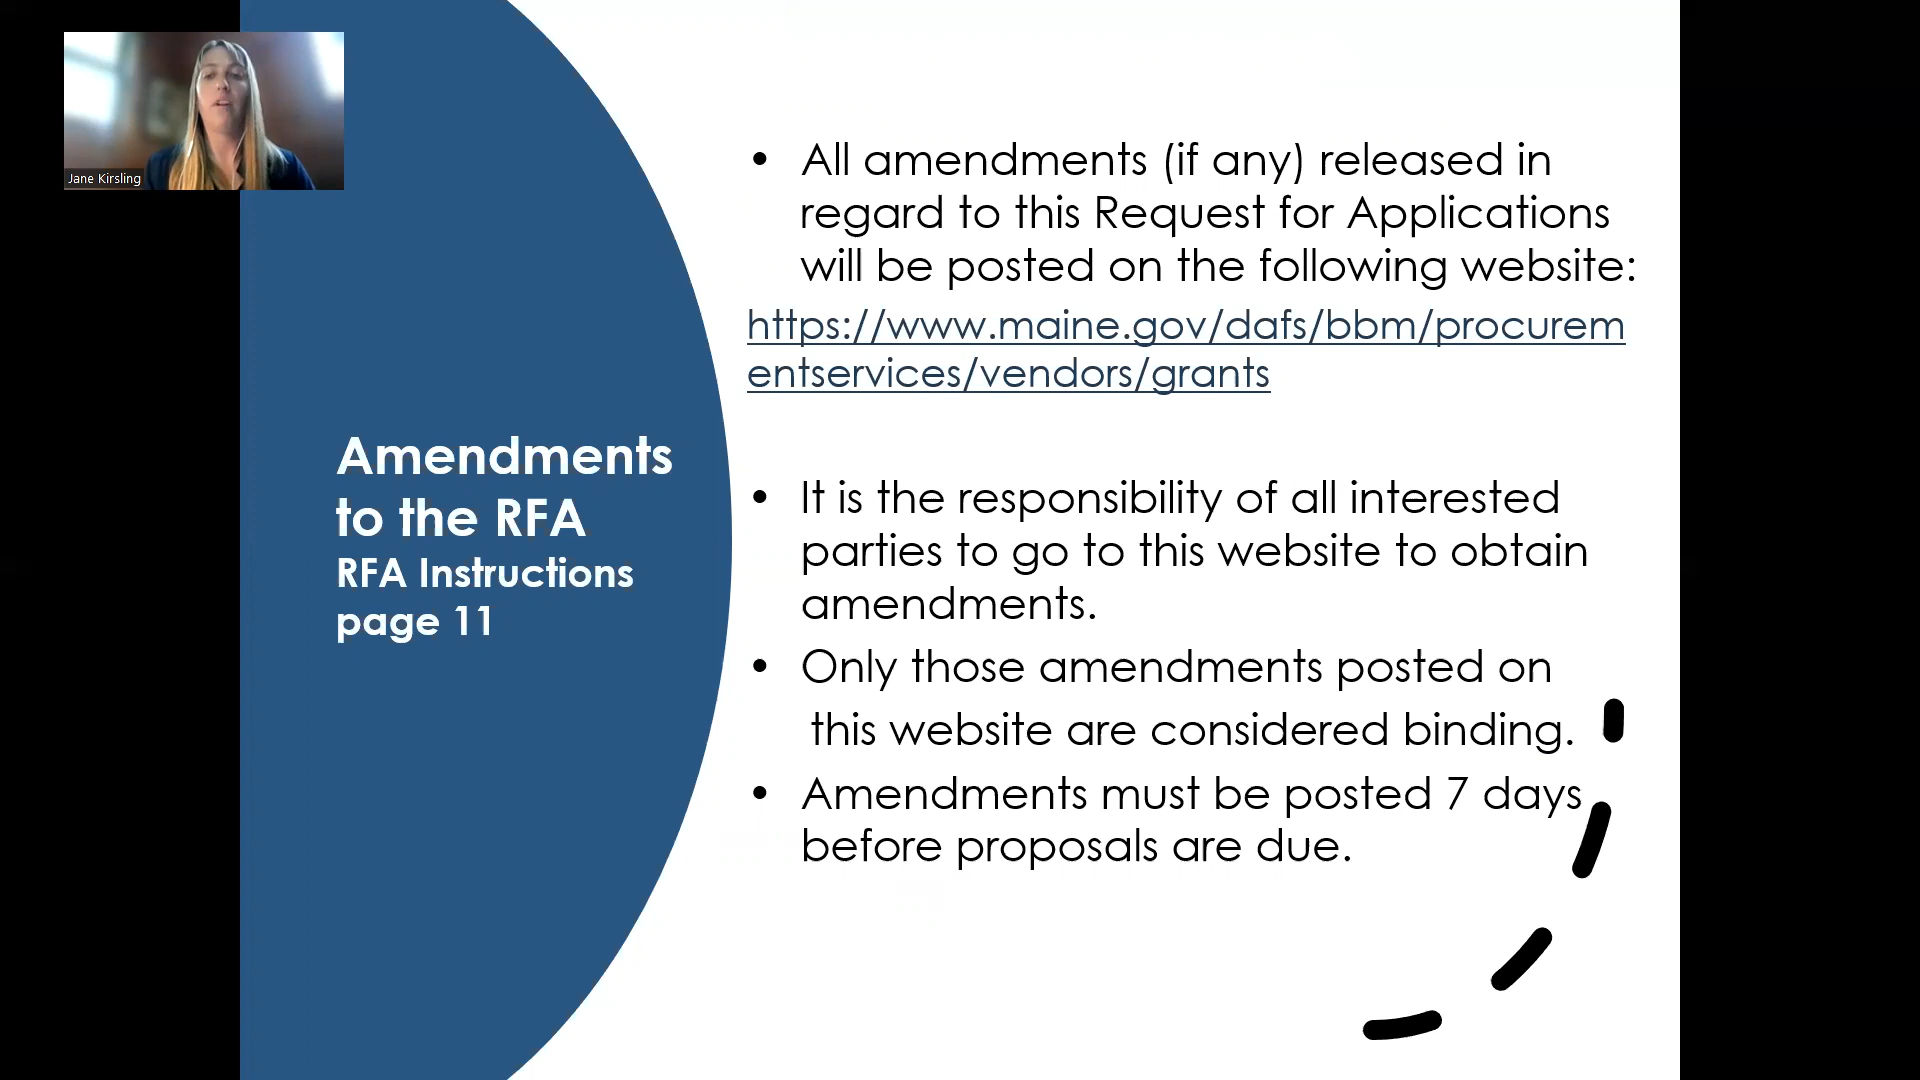 Jane Kirsling
Amendments
to the RFA
RFA Instructions
page 11
• All amendments (if any) released in
regard to this Request for Applications
will be posted on the following website:
https://www.maine.gov/dafs/bbm/procurem
entservices/vendors/grants
• It is the responsibility of all interested
parties to go to this website to obtain
amendments.
• Only those amendments posted on
this website are considered binding.
• Amendments must be posted 7 days
before proposals are due.